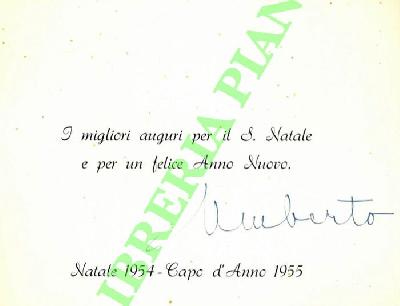 I migliori auguri per il S. Natale
e per un felice Anno Nuovo.
Umberto
Natale 1954 - Capo d'Anno 1955
LIBRERIA PIAN